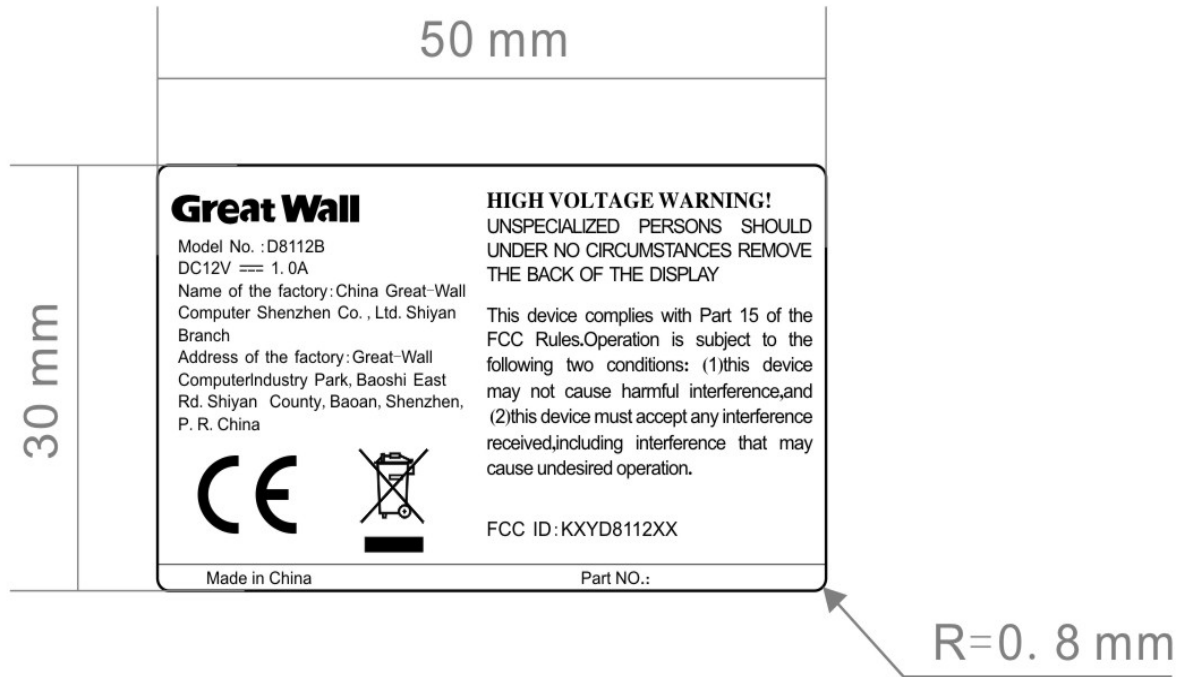 50 mm
30 mm
Great Wall
Model No. :D8112B
DC12V 1. 0A
Name of the factory:China Great-Wall
Computer Shenzhen Co. , Ltd. Shiyan
Branch
Address of the factory:Great-Wall
ComputerIndustry Park, Baoshi East
Rd. Shiyan County, Baoan, Shenzhen,
P. R. China
CE
HIGH VOLTAGE WARNING!
UNSPECIALIZED PERSONS SHOULD
UNDER NO CIRCUMSTANCES REMOVE
THE BACK OF THE DISPLAY
This device complies with Part 15 of the
FCC Rules.Operation is subject to the
following two conditions: (1)this device
may not cause harmful interference,and
(2)this device must accept any interference
received,including interference that may
cause undesired operation.
FCC ID:KXYD8112XX
Made in China
Part NO.:
R=0. 8 mm